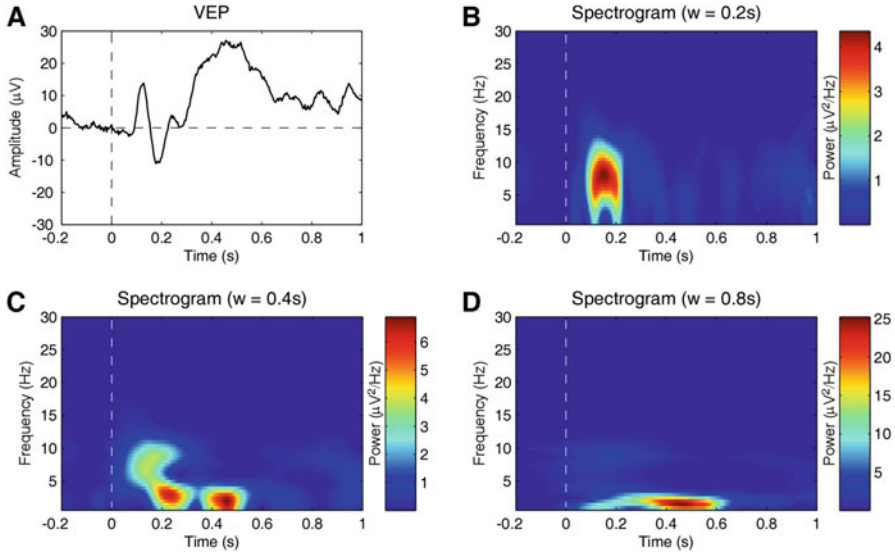 A
VEP
30
20
10
0
-10
-20
-30
Amplitude (µV)
-0.2 0 0.2 0.4 0.6 0.8 1
Time (s)
B
Spectrogram (w = 0.2s)
30
25
20
15
10
5
Frequency (Hz)
-0.2 0 0.2 0.4 0.6 0.8 1
Time (s)
4
3
2
1
Power (µV²/Hz)
C
Spectrogram (w = 0.4s)
30
25
20
15
10
5
Frequency (Hz)
-0.2 0 0.2 0.4 0.6 0.8 1
Time (s)
6
5
4
3
2
1
Power (µV²/Hz)
D
Spectrogram (w = 0.8s)
30
25
20
15
10
5
Frequency (Hz)
-0.2 0 0.2 0.4 0.6 0.8 1
Time (s)
25
20
15
10
5
Power (µV²/Hz)